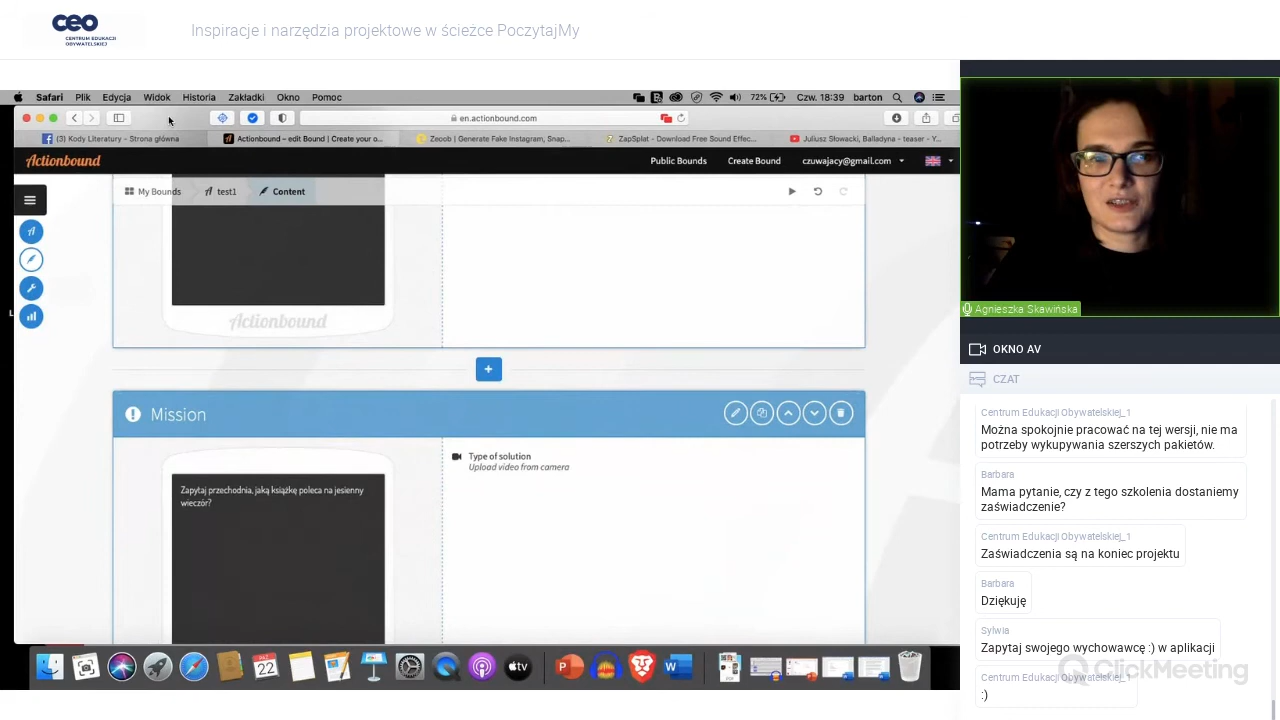 ceo
CENTRUM EDUKACJI
OBYWATELSKIEJ
Inspiracje i narzędzia projektowe w ścieżce PoczytajMy
Safari Plik Edycja Widok Historia Zakładki Okno Pomoc
72% Czw. 18:39 barton
en.actionbound.com
(3) Kody Literatury – Strona główna
Actionbound – edit Bound | Create your o...
Zeoob | Generate Fake Instagram, Snap...
ZapSplat - Download Free Sound Effec...
Juliusz Słowacki, Balladyna - teaser - Y...
Actionbound
Public Bounds Create Bound czuwajacy@gmail.com
My Bounds test1 Content
Actionbound
+
Mission
Type of solution
Upload video from camera
Zapytaj przechodnia, jaką książkę poleca na jesienny
wieczór?
22
tv
Agnieszka Skawińska
OKNO AV
CZAT
Centrum Edukacji Obywatelskiej_1
Można spokojnie pracować na tej wersji, nie ma
potrzeby wykupywania szerszych pakietów.
Barbara
Mama pytanie, czy z tego szkolenia dostaniemy
zaświadczenie?
Centrum Edukacji Obywatelskiej_1
Zaświadczenia są na koniec projektu
Barbara
Dziękuję
Sylwia
Zapytaj swojego wychowawcę :) w aplikacji
Centrum Edukacji Obywatelskiej_1
:)
ClickMeeting